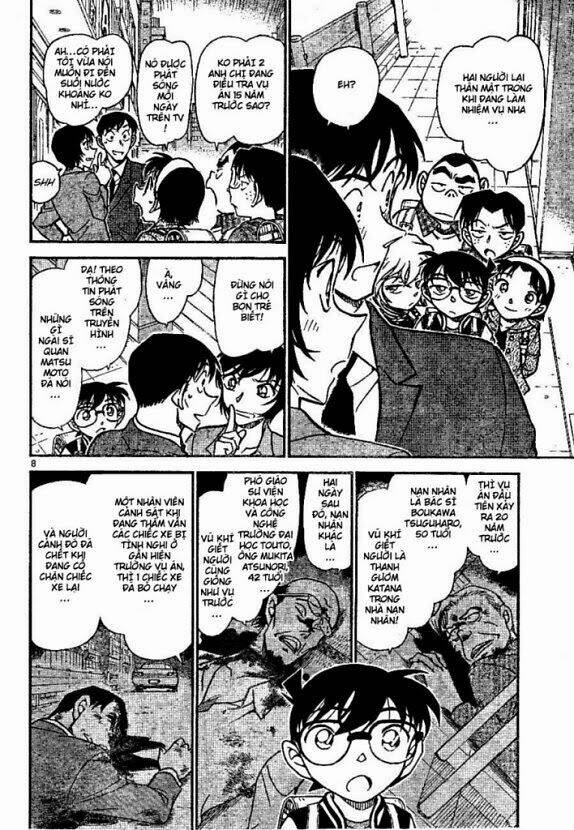 HAI NGƯỜI LẠI
THÂN MẬT TRONG
KHI ĐANG LÀM
NHIỆM VỤ NHA
...
EH?
KO PHẢI 2
ANH CHỊ ĐANG
ĐIỀU TRA VỤ
ÁN 15 NĂM
TRƯỚC SAO?
NÓ DƯỢC
PHÁT
SÓNG
MỖI
NGÀY
TRÊN TV
!
AH...CÓ PHẢI
TÔI VỪA NÓI
MUỐN ĐI ĐẾN
SUỐI NƯỚC
KHOÁNG KO
NHỈ...
SHH
ĐỪNG NÓI
GÌ CHO
BỌN TRẺ
BIẾT!
À,
VÂNG
...
DẠ! THEO
THÔNG
TIN PHÁT
SÓNG TRÊN
TRUYỀN
HÌNH
...
NHỮNG
GÌ
NGÀI SĨ
QUAN
MATSU
MOTO
ĐÃ NÓI
...
8
THÌ VỤ
ÁN ĐẦU
TIÊN XẢY
RA 20
NĂM
TRƯỚC
...
NẠN NHÂN
LÀ BÁC SĨ
BOUKAWA
TSUGUHARO,
50 TUỔI
VŨ KHÍ
GIẾT
NGƯỜI LÀ
THANH
GƯƠM
KATANA
TRONG
NHÀ NẠN
NHÂN!
HAI
NGÀY SAU
ĐÓ, NẠN
NHÂN
KHÁC
LÀ
...
PHÓ GIÁO
SƯ VIỆN
KHOA HỌC
VÀ CÔNG
NGHỆ
TRƯỜNG ĐẠI
HỌC TOUTO,
ÔNG MUKITA
ATSUNORI,
42 TUỔI
VŨ KHÍ
GIẾT
NGƯỜI
CŨNG
GIỐNG
NHƯ VỤ
TRƯỚC
...
MỘT NHÂN VIÊN
CẢNH SÁT KHI
ĐANG THẨM VẤN
CÁC CHIẾC XE BỊ
TÌNH NGHI Ở
GẦN HIỆN
TRƯỜNG VỤ ÁN,
THÌ 1 CHIẾC XE
ĐÃ BỎ CHẠY
...
VÀ NGƯỜI
CẢNH SÁT ĐÓ ĐÃ
CHẾT KHI ĐANG
CỐ CHẶN CHIẾC
XE LẠI
...